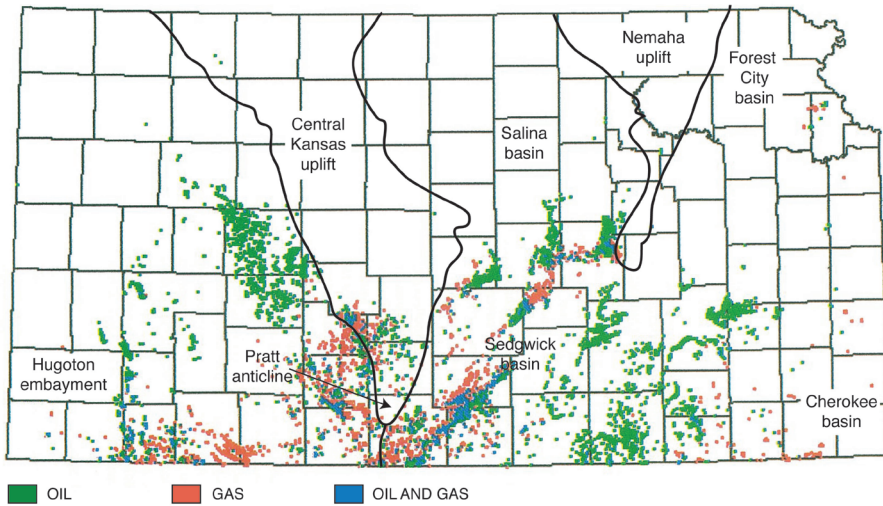 Nemaha
uplift
Forest
City
basin
Central
Kansas
uplift
Salina
basin
Hugoton
embayment
Pratt
anticline
Sedgwick
basin
Cherokee
basin
OIL
GAS
OIL AND GAS